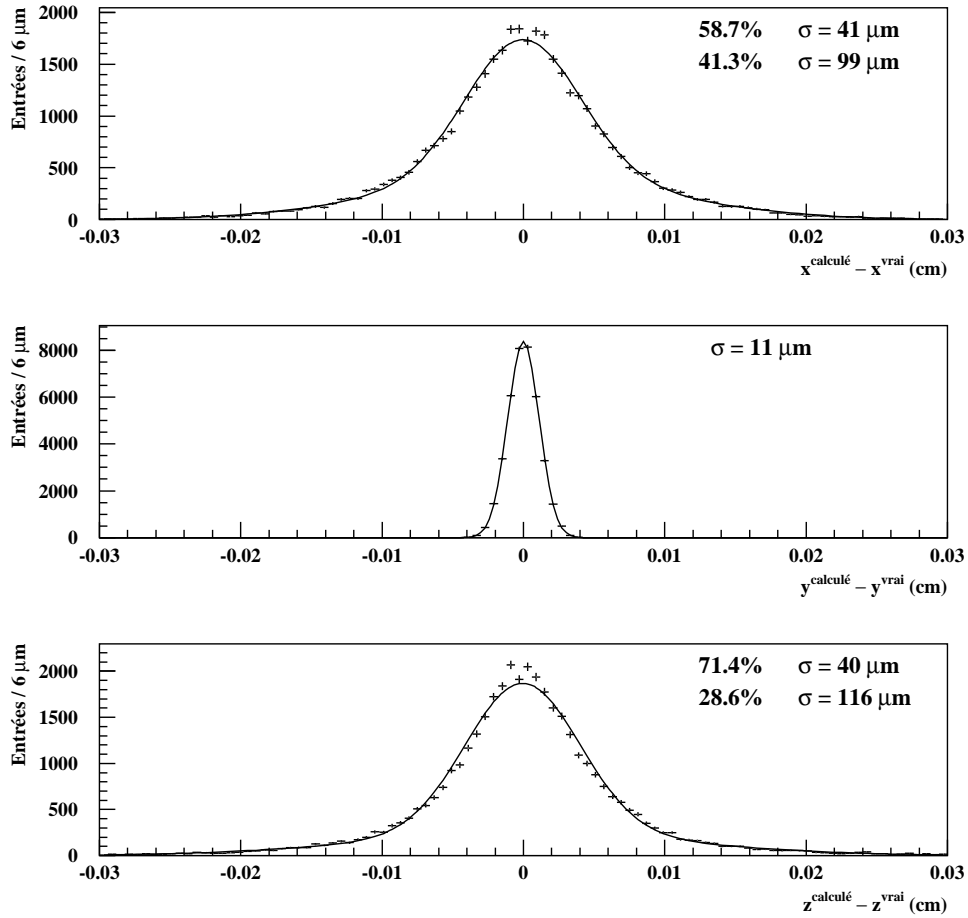 Entrées / 6 μm
2000
1500
1000
500
0
58.7% σ = 41 μm
41.3% σ = 99 μm
-0.03 -0.02 -0.01 0 0.01 0.02 0.03
x^calculé – x^vrai (cm)
Entrées / 6 μm
8000
6000
4000
2000
0
σ = 11 μm
-0.03 -0.02 -0.01 0 0.01 0.02 0.03
y^calculé – y^vrai (cm)
Entrées / 6 μm
2000
1500
1000
500
0
71.4% σ = 40 μm
28.6% σ = 116 μm
-0.03 -0.02 -0.01 0 0.01 0.02 0.03
z^calculé – z^vrai (cm)